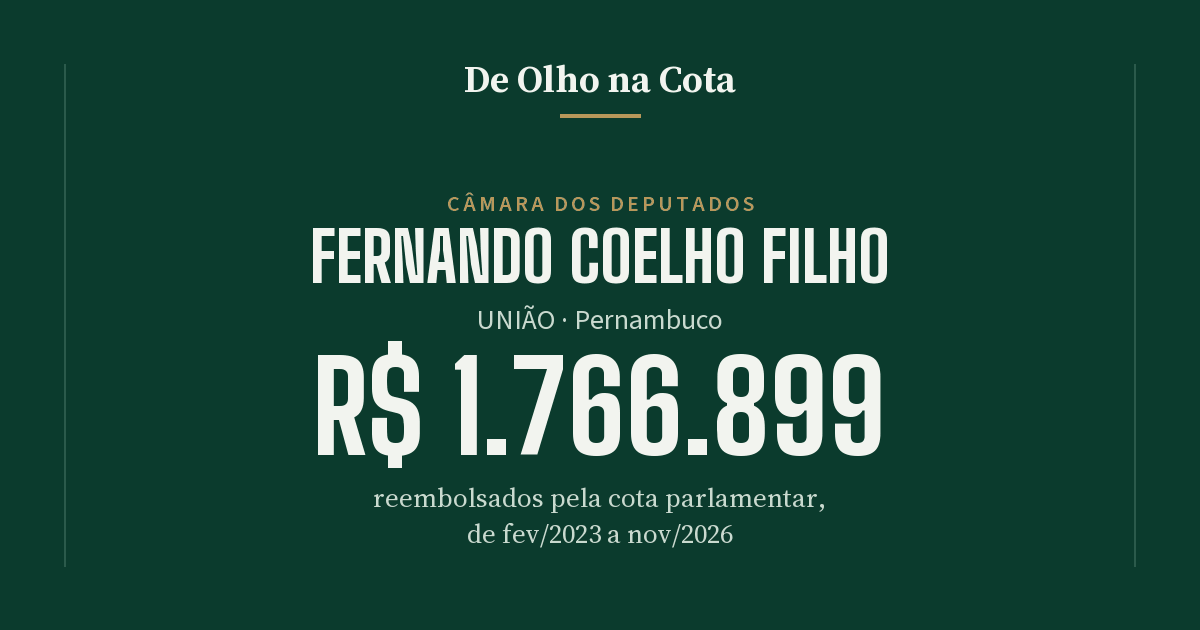 De Olho na Cota
CÂMARA DOS DEPUTADOS
FERNANDO COELHO FILHO
UNIÃO · Pernambuco
R$ 1.766.899
reembolsados pela cota parlamentar,
de fev/2023 a nov/2026